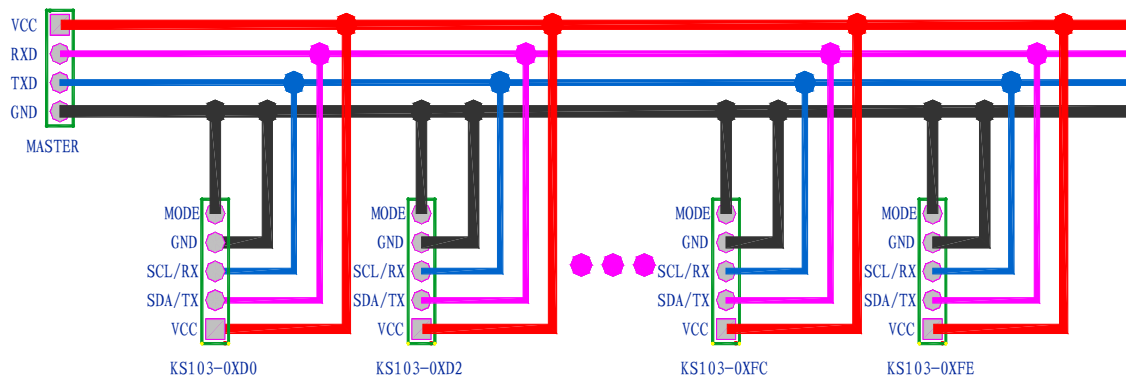 VCC
RXD
TXD
GND
MASTER
MODE MODE MODE MODE
GND GND GND GND
SCL/RX SCL/RX SCL/RX SCL/RX
SDA/TX SDA/TX SDA/TX SDA/TX
VCC VCC VCC VCC
KS103-0XD0 KS103-0XD2 KS103-0XFC KS103-0XFE